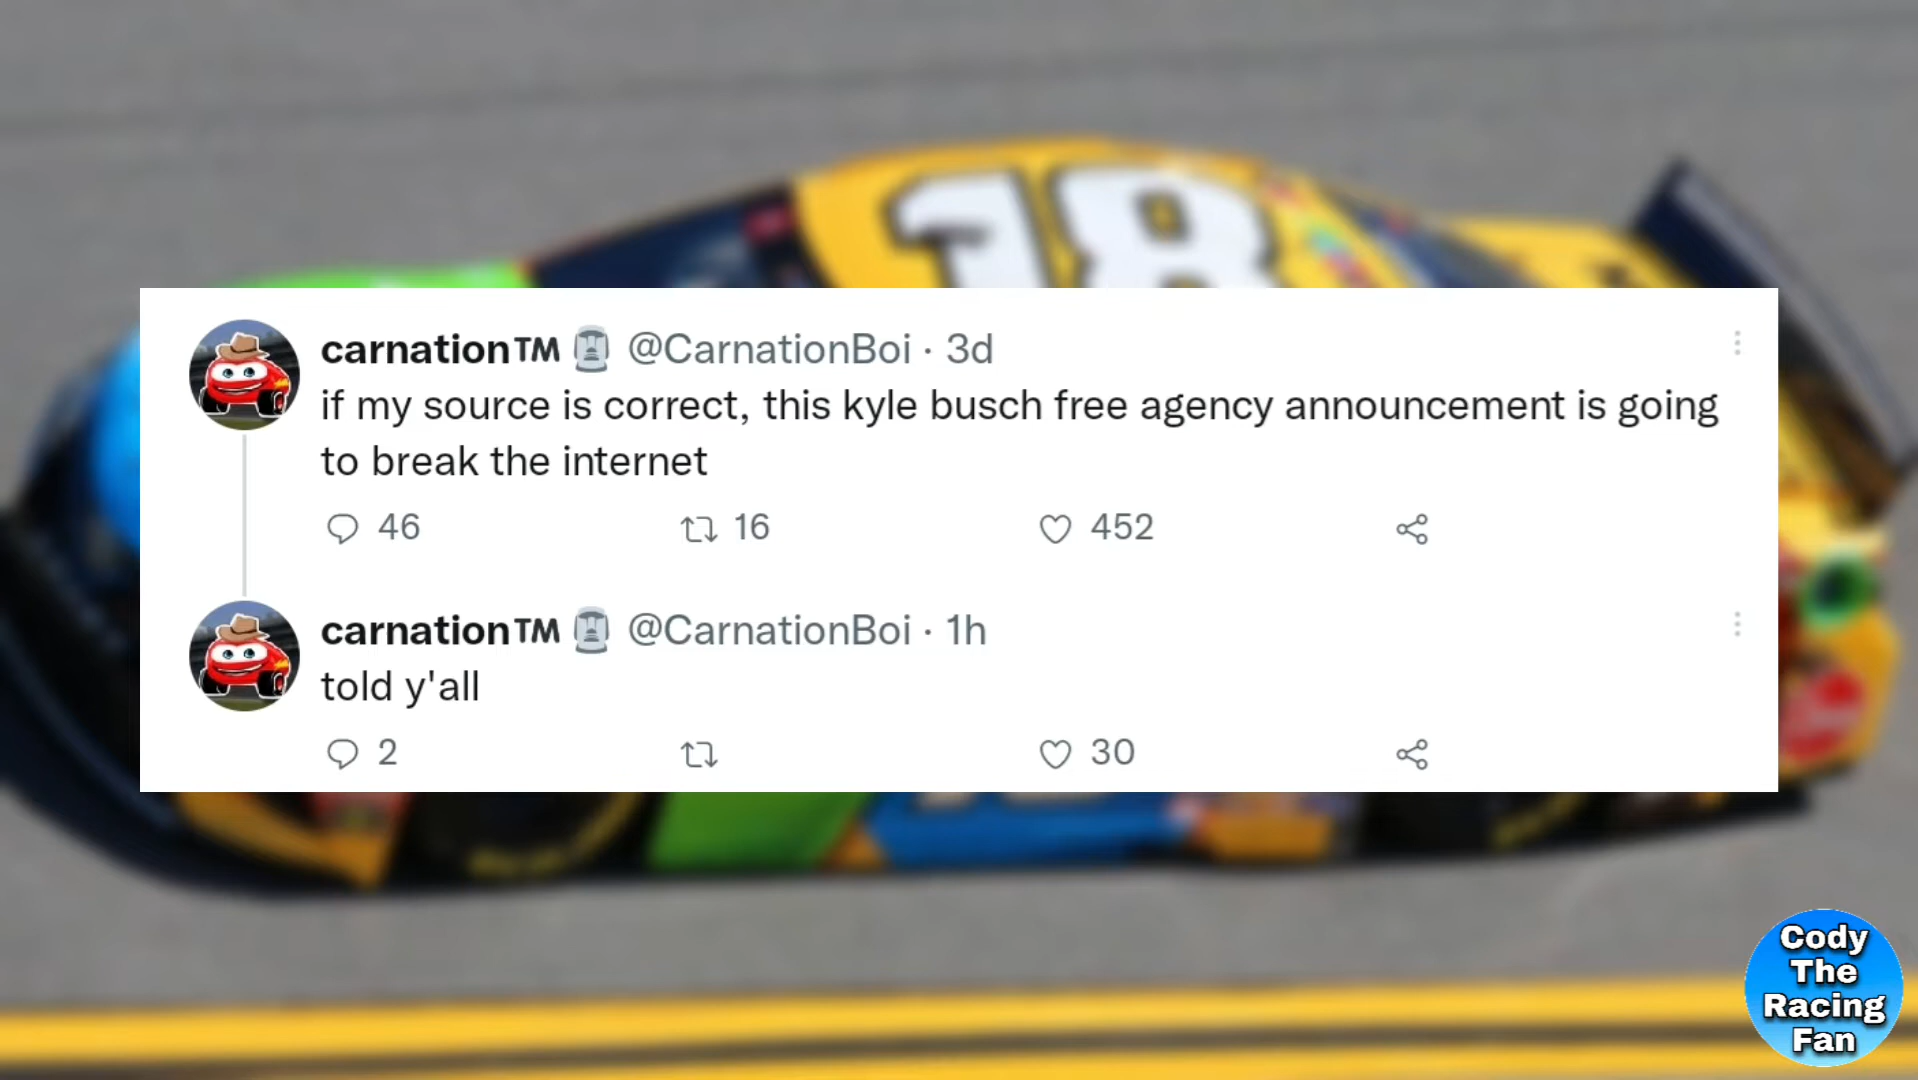 18
carnation™ 🗿 @CarnationBoi · 3d
if my source is correct, this kyle busch free agency announcement is going
to break the internet
46 16 452
carnation™ 🗿 @CarnationBoi · 1h
told y'all
2 30
Cody
The
Racing
Fan